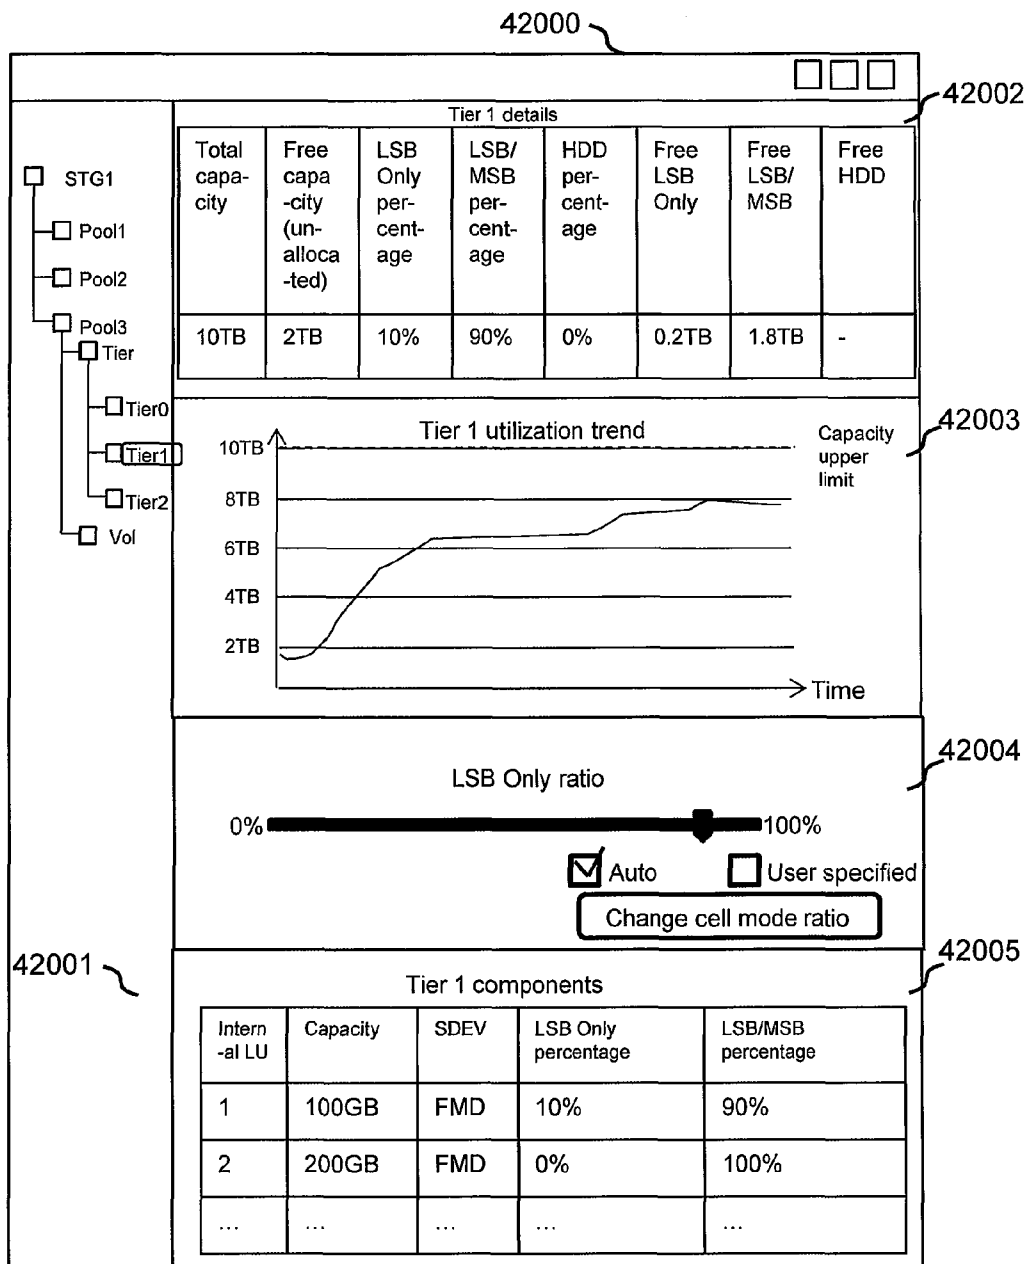 42000
42002
Tier 1 details
Total capa-city
Free capa-city (un-alloca-ted)
LSB Only per-cent-age
LSB/MSB per-cent-age
HDD per-cent-age
Free LSB Only
Free LSB/MSB
Free HDD
10TB 2TB 10% 90% 0% 0.2TB 1.8TB -
STG1
Pool1
Pool2
Pool3
Tier
Tier0
Tier1
Tier2
Vol
42003
Tier 1 utilization trend
Capacity
upper
limit
10TB
8TB
6TB
4TB
2TB
Time
42004
LSB Only ratio
0% 100%
Auto User specified
Change cell mode ratio
42001
42005
Tier 1 components
Intern-al LU
Capacity
SDEV
LSB Only percentage
LSB/MSB percentage
1 100GB FMD 10% 90%
2 200GB FMD 0% 100%
... ... ... ... ...